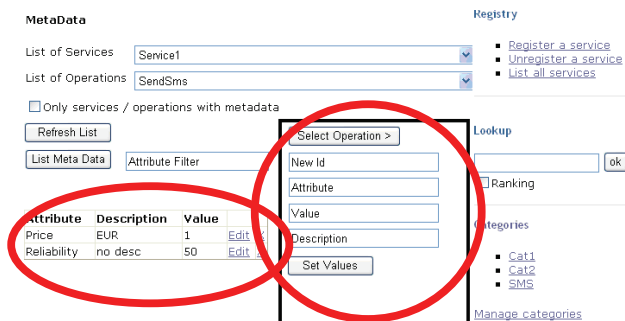 MetaData
List of Services
Service1
List of Operations
SendSms
Only services / operations with metadata
Refresh List
List Meta Data
Attribute Filter
Attribute Description Value
Price EUR 1 Edit
Reliability no desc 50 Edit
Select Operation >
New Id
Attribute
Value
Description
Set Values
Registry
Register a service
Unregister a service
List all services
Lookup
ok
Ranking
Categories
Cat1
Cat2
SMS
Manage categories